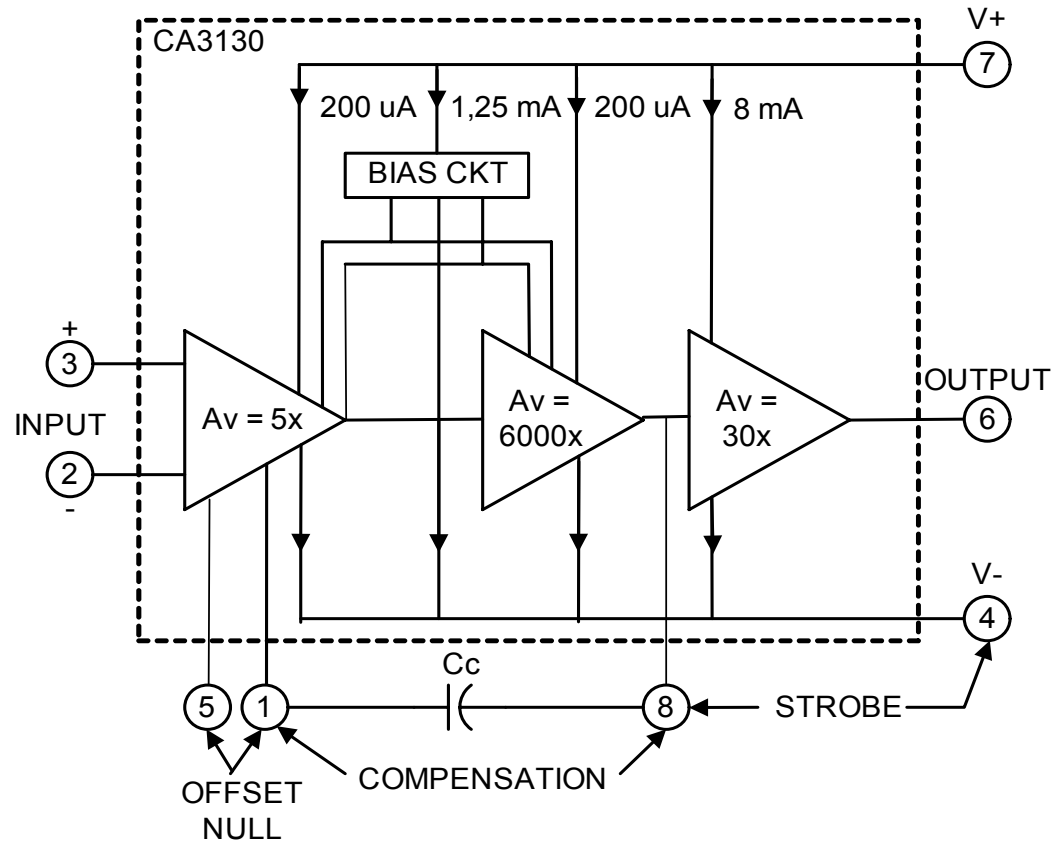 V+
CA3130
7
200 uA
1,25 mA
200 uA
8 mA
BIAS CKT
+
3
INPUT
2
-
Av = 5x
Av =
6000x
Av =
30x
OUTPUT
6
V-
4
Cc
5
1
8
STROBE
COMPENSATION
OFFSET
NULL